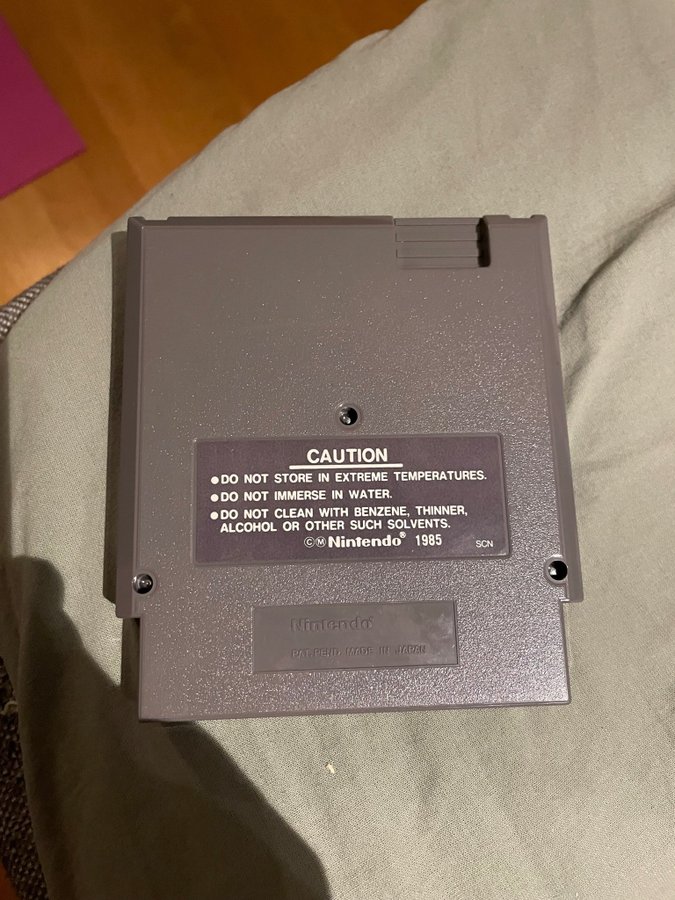 CAUTION
●DO NOT STORE IN EXTREME TEMPERATURES.
●DO NOT IMMERSE IN WATER.
●DO NOT CLEAN WITH BENZENE, THINNER,
ALCOHOL OR OTHER SUCH SOLVENTS.
ⒸⓂNintendo® 1985 SCN
Nintendo®
PAT. PEND. MADE IN JAPAN